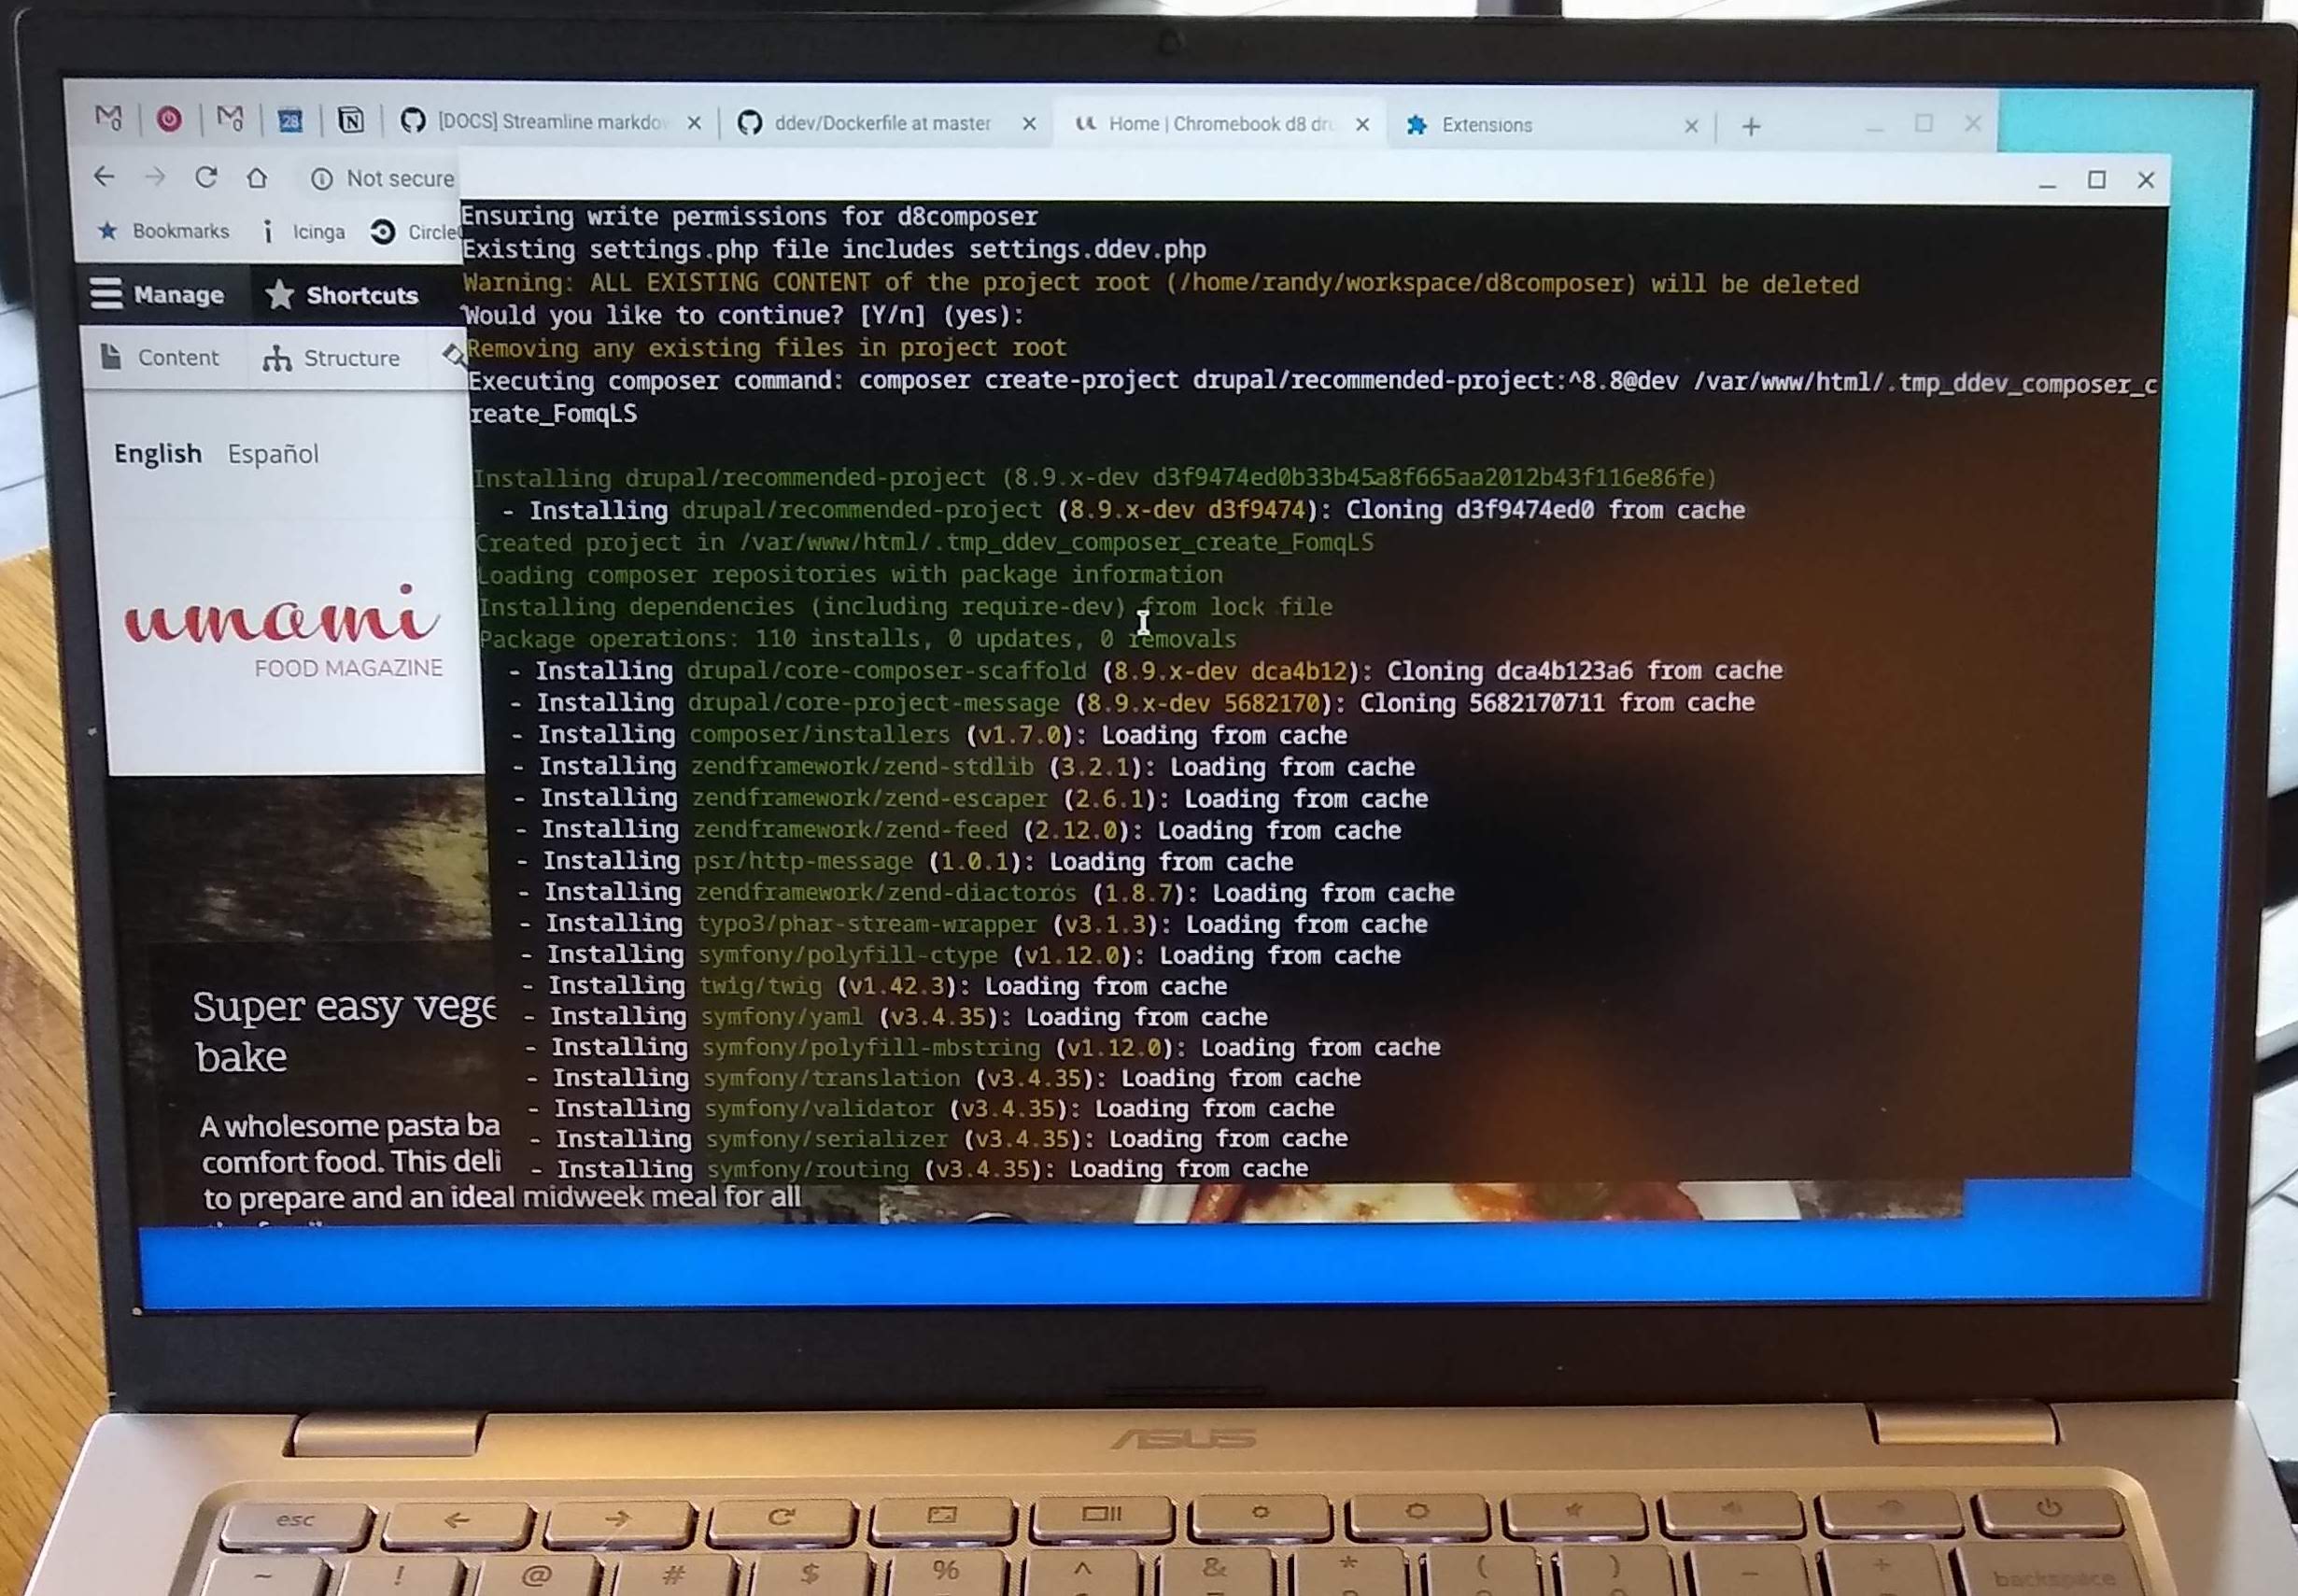 28
[DOCS] Streamline markdo
ddev/Dockerfile at master
Home | Chromebook d8 dru
Extensions
Not secure
Bookmarks
Icinga
Circle
Manage
Shortcuts
Content
Structure
English Español
umami
FOOD MAGAZINE
Super easy vege
bake
A wholesome pasta ba
comfort food. This deli
to prepare and an ideal midweek meal for all
Ensuring write permissions for d8composer
Existing settings.php file includes settings.ddev.php
Warning: ALL EXISTING CONTENT of the project root (/home/randy/workspace/d8composer) will be deleted
Would you like to continue? [Y/n] (yes):
Removing any existing files in project root
Executing composer command: composer create-project drupal/recommended-project:^8.8@dev /var/www/html/.tmp_ddev_composer_c
reate_FomqLS
Installing drupal/recommended-project (8.9.x-dev d3f9474ed0b33b45a8f665aa2012b43f116e86fe)
- Installing drupal/recommended-project (8.9.x-dev d3f9474): Cloning d3f9474ed0 from cache
Created project in /var/www/html/.tmp_ddev_composer_create_FomqLS
Loading composer repositories with package information
Installing dependencies (including require-dev) from lock file
Package operations: 110 installs, 0 updates, 0 removals
- Installing drupal/core-composer-scaffold (8.9.x-dev dca4b12): Cloning dca4b123a6 from cache
- Installing drupal/core-project-message (8.9.x-dev 5682170): Cloning 5682170711 from cache
- Installing composer/installers (v1.7.0): Loading from cache
- Installing zendframework/zend-stdlib (3.2.1): Loading from cache
- Installing zendframework/zend-escaper (2.6.1): Loading from cache
- Installing zendframework/zend-feed (2.12.0): Loading from cache
- Installing psr/http-message (1.0.1): Loading from cache
- Installing zendframework/zend-diactoros (1.8.7): Loading from cache
- Installing typo3/phar-stream-wrapper (v3.1.3): Loading from cache
- Installing symfony/polyfill-ctype (v1.12.0): Loading from cache
- Installing twig/twig (v1.42.3): Loading from cache
- Installing symfony/yaml (v3.4.35): Loading from cache
- Installing symfony/polyfill-mbstring (v1.12.0): Loading from cache
- Installing symfony/translation (v3.4.35): Loading from cache
- Installing symfony/validator (v3.4.35): Loading from cache
- Installing symfony/serializer (v3.4.35): Loading from cache
- Installing symfony/routing (v3.4.35): Loading from cache
ASUS
esc
~ ! @ # $ % ^ & * ( ) - + backspace